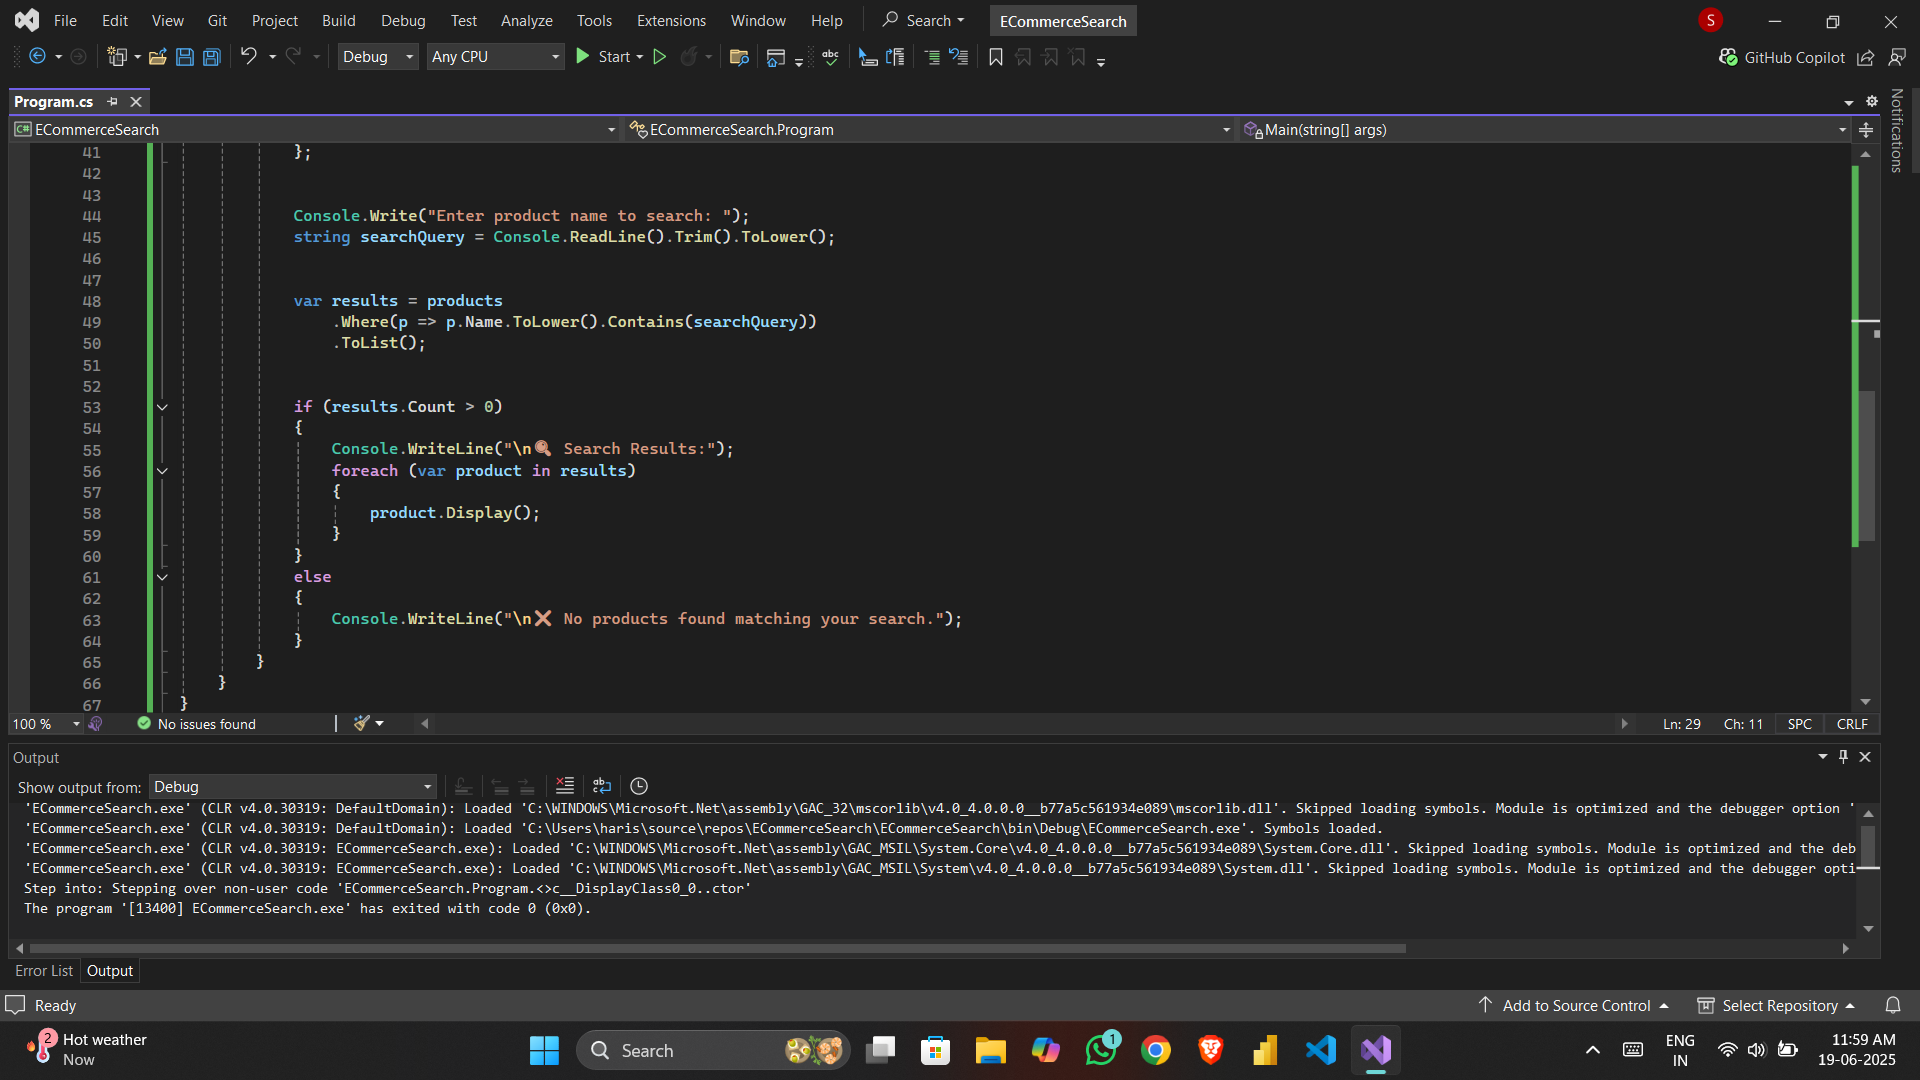 File Edit View Git Project Build Debug Test Analyze Tools Extensions Window Help Search ECommerceSearch S
Debug Any CPU Start GitHub Copilot
Program.cs
Notifications
C# ECommerceSearch ECommerceSearch.Program Main(string[] args)
41 };
42
43
44 Console.Write("Enter product name to search: ");
45 string searchQuery = Console.ReadLine().Trim().ToLower();
46
47
48 var results = products
49 .Where(p => p.Name.ToLower().Contains(searchQuery))
50 .ToList();
51
52
53 if (results.Count > 0)
54 {
55 Console.WriteLine("\n🔍 Search Results:");
56 foreach (var product in results)
57 {
58 product.Display();
59 }
60 }
61 else
62 {
63 Console.WriteLine("\n❌ No products found matching your search.");
64 }
65 }
66 }
67 }
100 % No issues found Ln: 29 Ch: 11 SPC CRLF
Output
Show output from: Debug
'ECommerceSearch.exe' (CLR v4.0.30319: DefaultDomain): Loaded 'C:\WINDOWS\Microsoft.Net\assembly\GAC_32\mscorlib\v4.0_4.0.0.0__b77a5c561934e089\mscorlib.dll'. Skipped loading symbols. Module is optimized and the debugger option '
'ECommerceSearch.exe' (CLR v4.0.30319: DefaultDomain): Loaded 'C:\Users\haris\source\repos\ECommerceSearch\ECommerceSearch\bin\Debug\ECommerceSearch.exe'. Symbols loaded.
'ECommerceSearch.exe' (CLR v4.0.30319: ECommerceSearch.exe): Loaded 'C:\WINDOWS\Microsoft.Net\assembly\GAC_MSIL\System.Core\v4.0_4.0.0.0__b77a5c561934e089\System.Core.dll'. Skipped loading symbols. Module is optimized and the deb
'ECommerceSearch.exe' (CLR v4.0.30319: ECommerceSearch.exe): Loaded 'C:\WINDOWS\Microsoft.Net\assembly\GAC_MSIL\System\v4.0_4.0.0.0__b77a5c561934e089\System.dll'. Skipped loading symbols. Module is optimized and the debugger opti
Step into: Stepping over non-user code 'ECommerceSearch.Program.<>c__DisplayClass0_0..ctor'
The program '[13400] ECommerceSearch.exe' has exited with code 0 (0x0).
Error List Output
Ready Add to Source Control Select Repository
2 Hot weather
Now
Search
1
ENG
IN
11:59 AM
19-06-2025